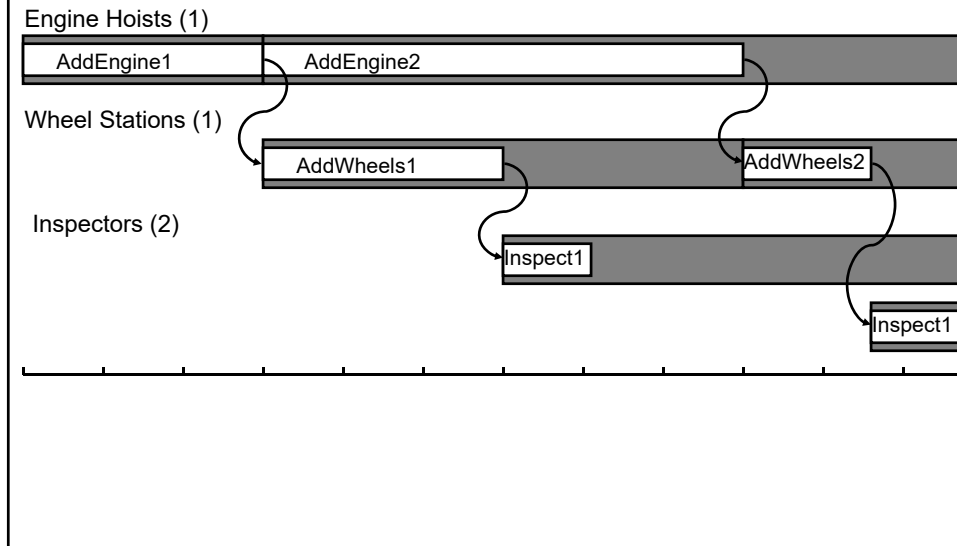 Engine Hoists (1)
AddEngine1 AddEngine2
Wheel Stations (1)
AddWheels1 AddWheels2
Inspectors (2)
Inspect1
Inspect1